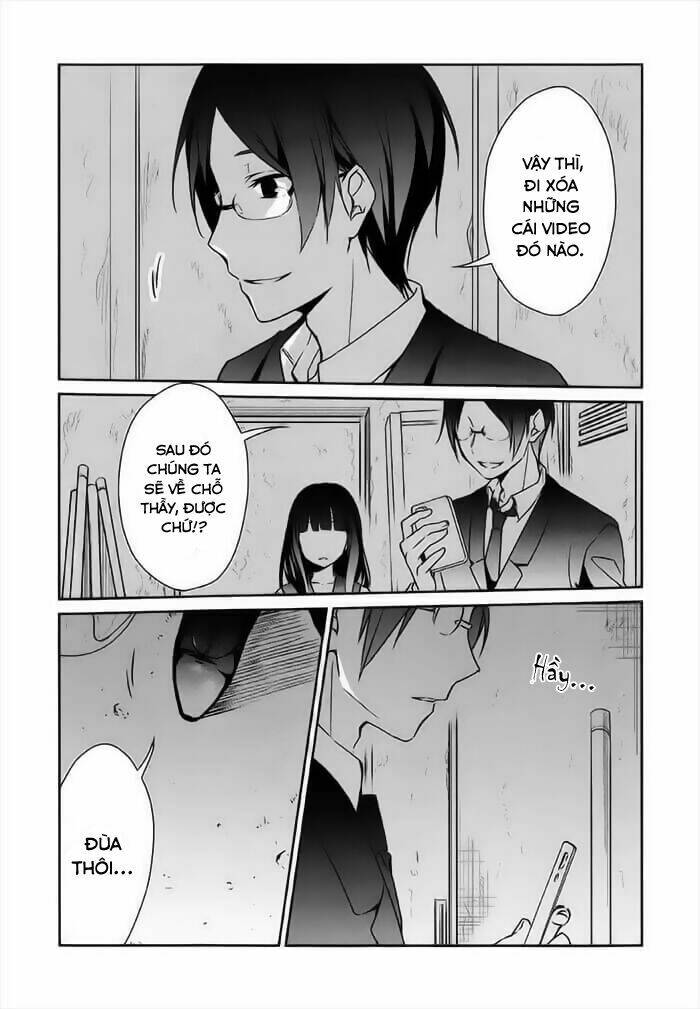 VẬY THÌ,
ĐI XÓA
NHỮNG
CÁI VIDEO
ĐÓ NÀO.
SAU ĐÓ
CHÚNG TA
SẼ VỀ CHỖ
THẦY, ĐƯỢC
CHỨ!?
Hầy...
ĐÙA
THÔI...